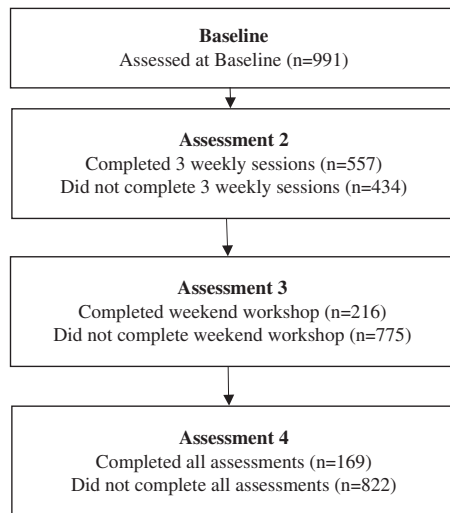 Baseline
Assessed at Baseline (n=991)
Assessment 2
Completed 3 weekly sessions (n=557)
Did not complete 3 weekly sessions (n=434)
Assessment 3
Completed weekend workshop (n=216)
Did not complete weekend workshop (n=775)
Assessment 4
Completed all assessments (n=169)
Did not complete all assessments (n=822)